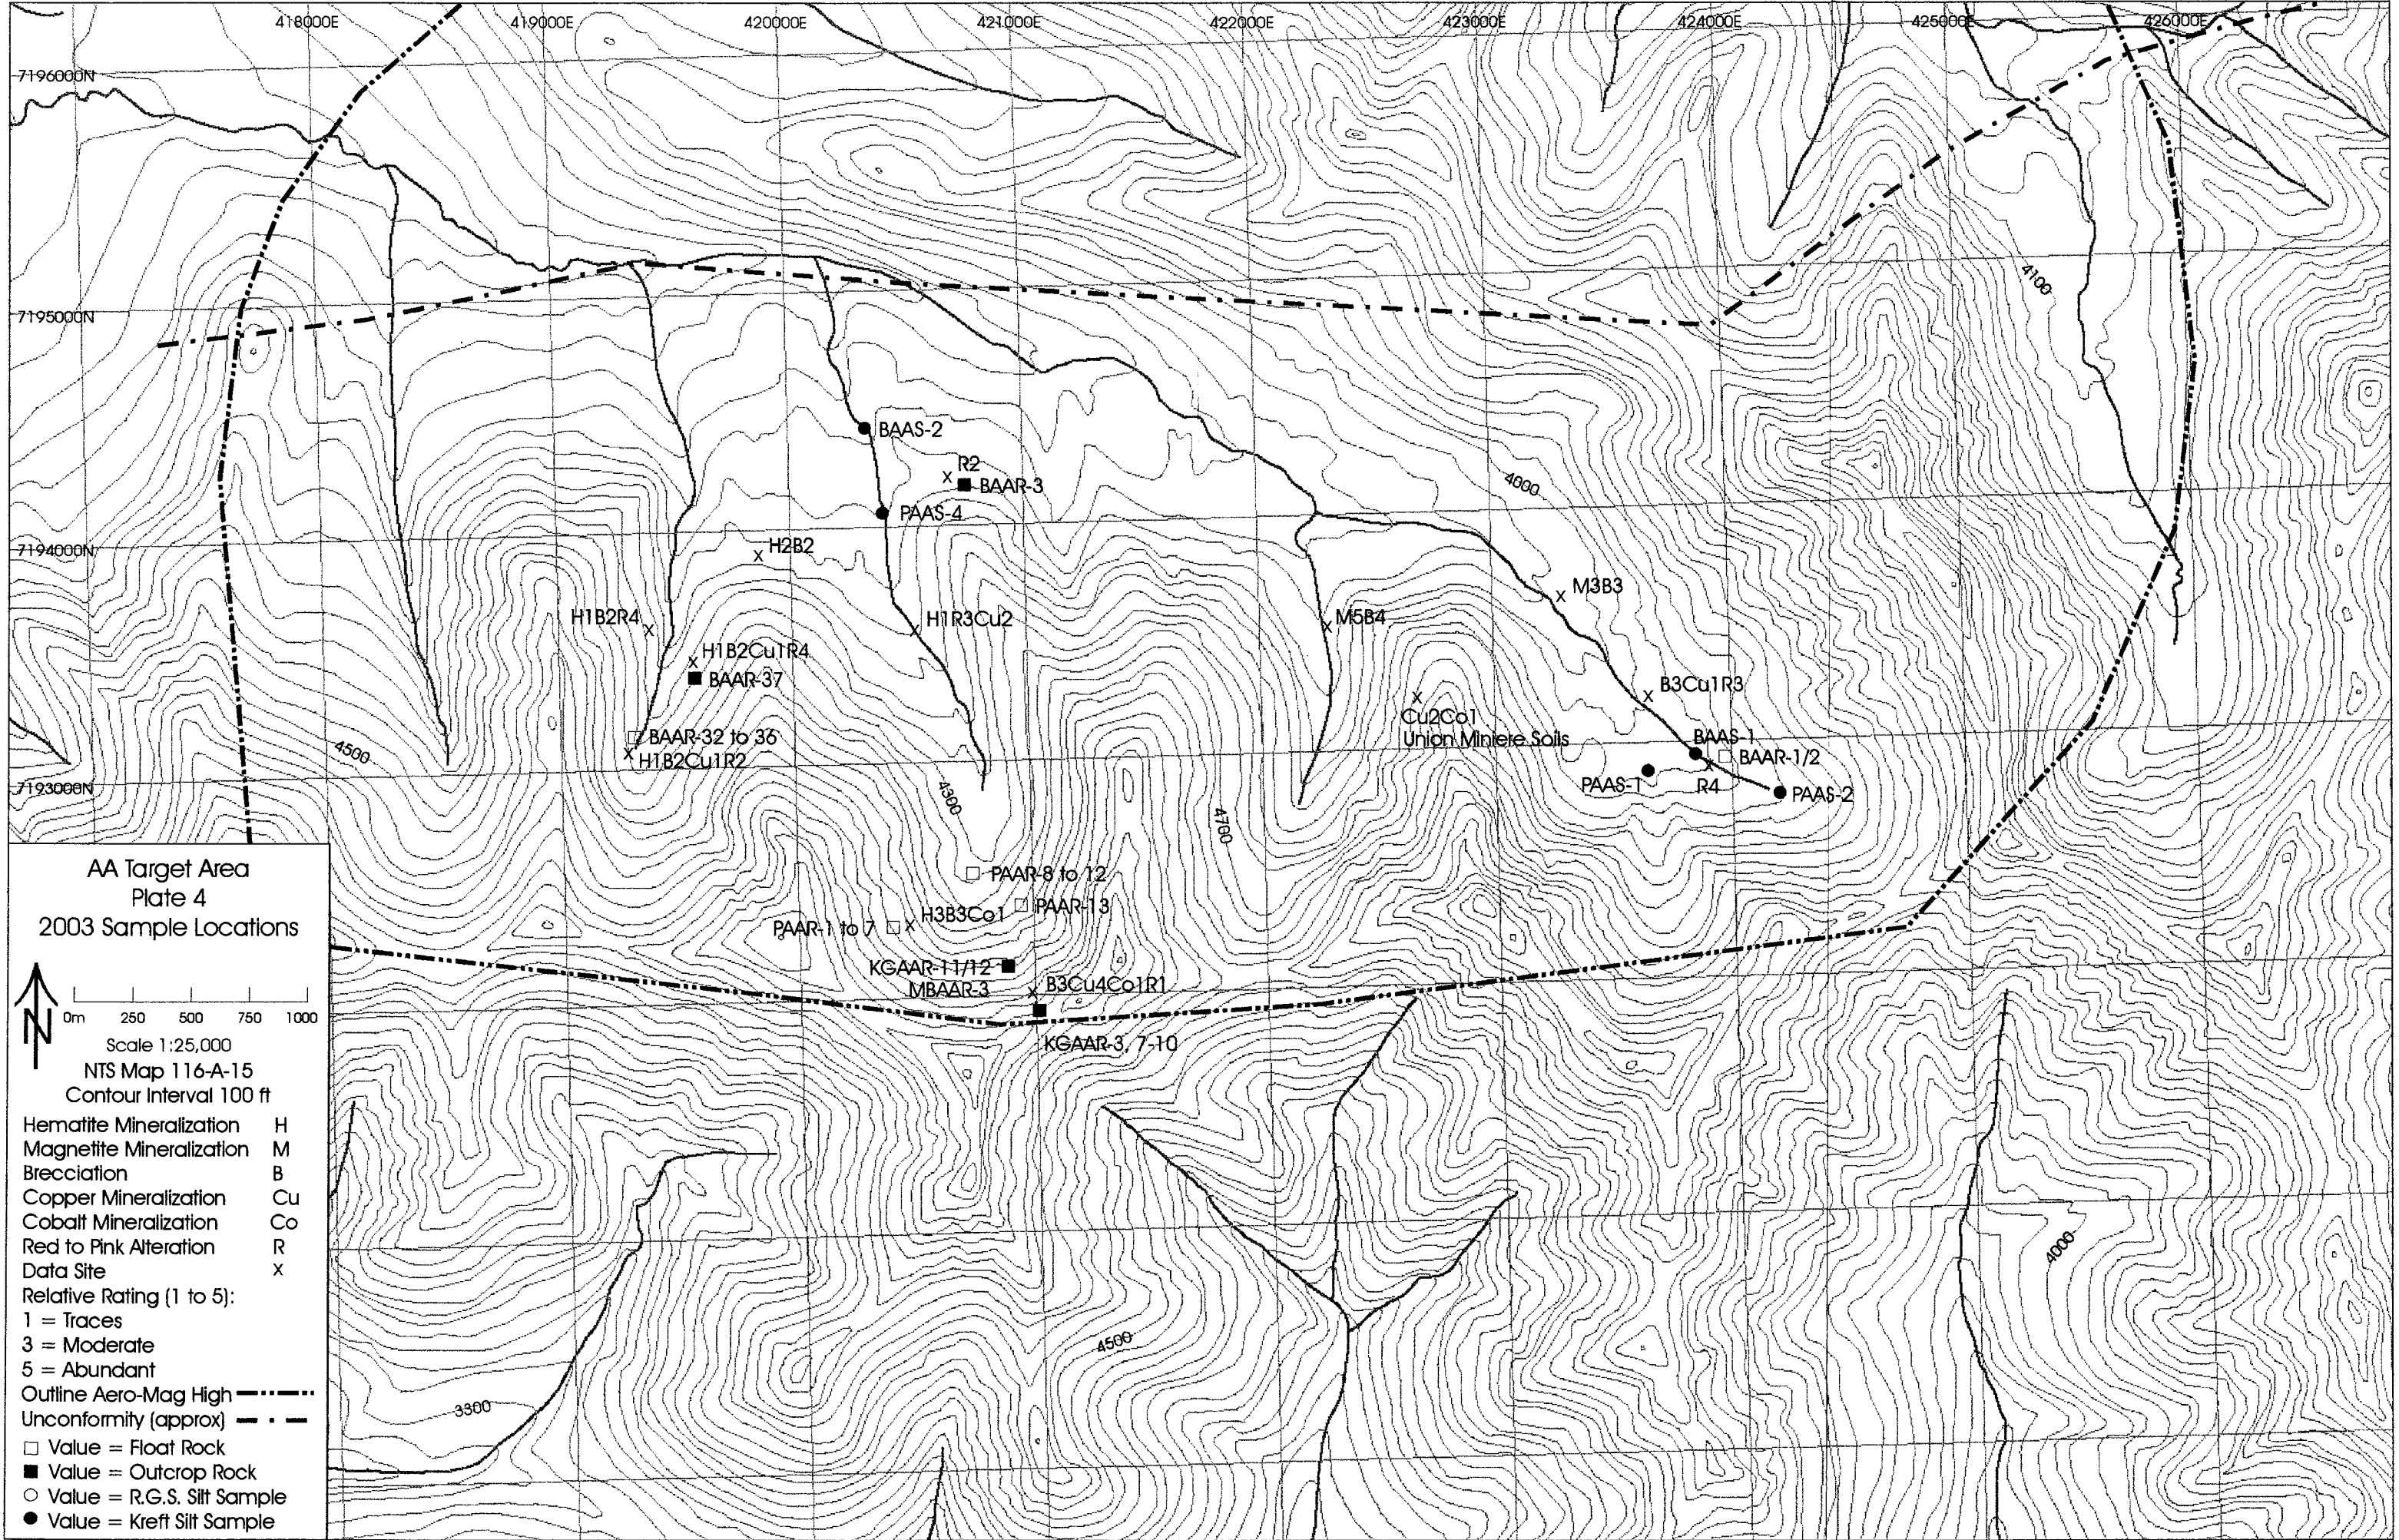 418000E 419000E 420000E 421000E 422000E 423000E 424000E 425000E 426000E
7196000N
4100
7195000N
BAAS-2
R2
BAAR-3
4000
PAAS-4
7194000N
H2B2
M3B3
H1B2R4
H1R3Cu2
M5B4
H1B2Cu1R4
BAAR-37
B3Cu1R3
Cu2Co1
Union Miniere Soils
BAAR-32 to 36
H1B2Cu1R2
4500
BAAS-1
BAAR-1/2
PAAS-1
R4
PAAS-2
7193000N
4300
4700
PAAR-8 to 12
PAAR-13
H3B3Co1
PAAR-1 to 7
KGAAR-11/12
MBAAR-3
B3Cu4Co1R1
KGAAR-3, 7-10
4000
4500
3300
AA Target Area
Plate 4
2003 Sample Locations
N
0m 250 500 750 1000
Scale 1:25,000
NTS Map 116-A-15
Contour Interval 100 ft
Hematite Mineralization H
Magnetite Mineralization M
Brecciation B
Copper Mineralization Cu
Cobalt Mineralization Co
Red to Pink Alteration R
Data Site x
Relative Rating (1 to 5):
1 = Traces
3 = Moderate
5 = Abundant
Outline Aero-Mag High
Unconformity (approx)
Value = Float Rock
Value = Outcrop Rock
Value = R.G.S. Silt Sample
Value = Kreft Silt Sample